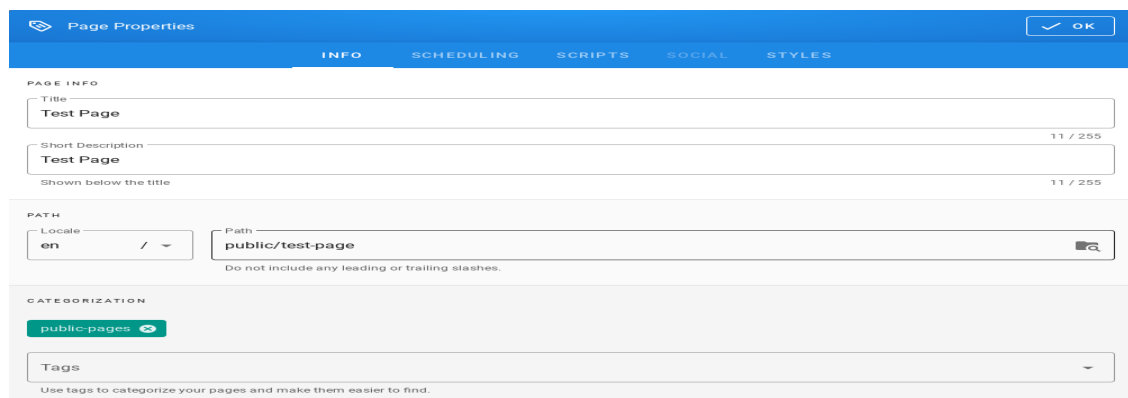 Page Properties
OK
INFO SCHEDULING SCRIPTS SOCIAL STYLES
PAGE INFO
Title
Test Page
11 / 255
Short Description
Test Page
Shown below the title 11 / 255
PATH
Locale Path
en / public/test-page
Do not include any leading or trailing slashes.
CATEGORIZATION
public-pages
Tags
Use tags to categorize your pages and make them easier to find.